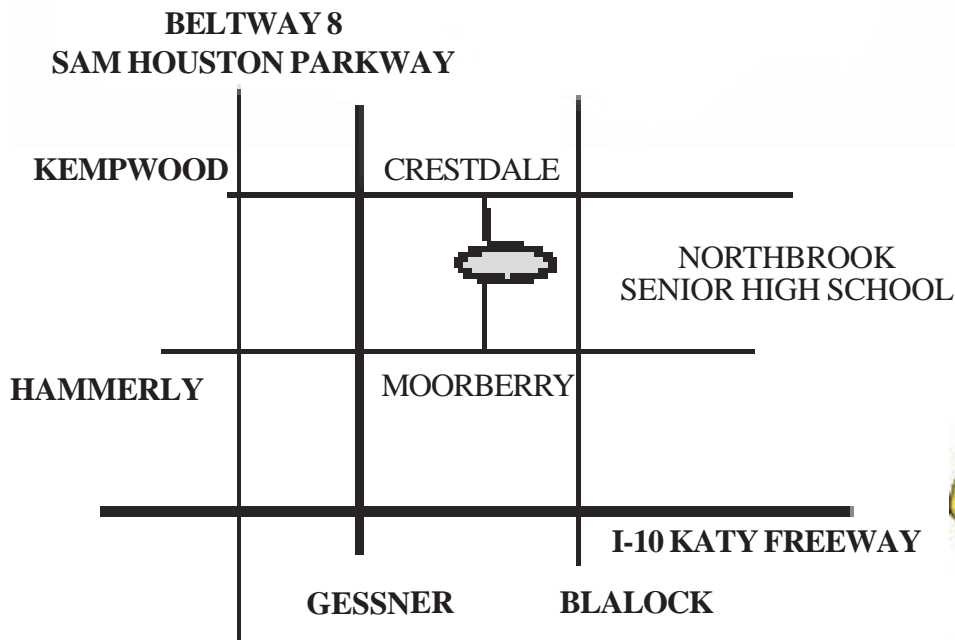 BELTWAY 8
SAM HOUSTON PARKWAY
KEMPWOOD
CRESTDALE
NORTHBROOK
SENIOR HIGH SCHOOL
HAMMERLY
MOORBERRY
I-10 KATY FREEWAY
GESSNER
BLALOCK